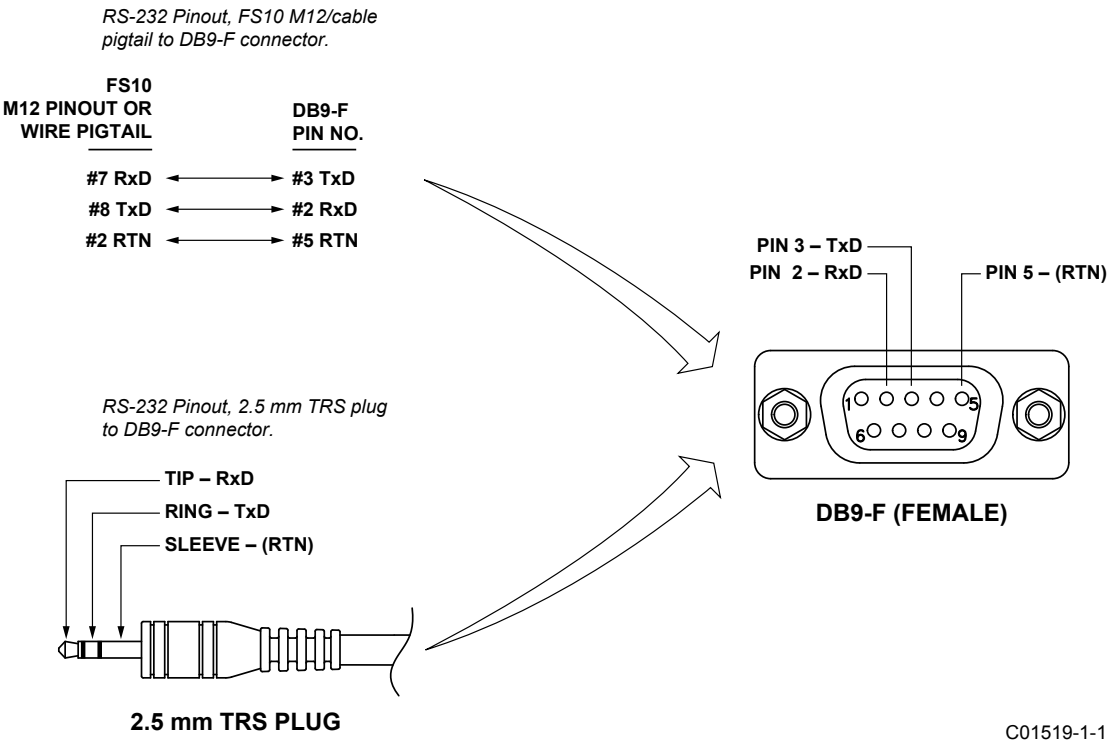 RS-232 Pinout, FS10 M12/cable
pigtail to DB9-F connector.
FS10
M12 PINOUT OR
WIRE PIGTAIL
DB9-F
PIN NO.
#7 RxD #3 TxD
#8 TxD #2 RxD
#2 RTN #5 RTN
PIN 3 – TxD
PIN 2 – RxD
PIN 5 – (RTN)
1 5
6 9
DB9-F (FEMALE)
RS-232 Pinout, 2.5 mm TRS plug
to DB9-F connector.
TIP – RxD
RING – TxD
SLEEVE – (RTN)
2.5 mm TRS PLUG
C01519-1-1